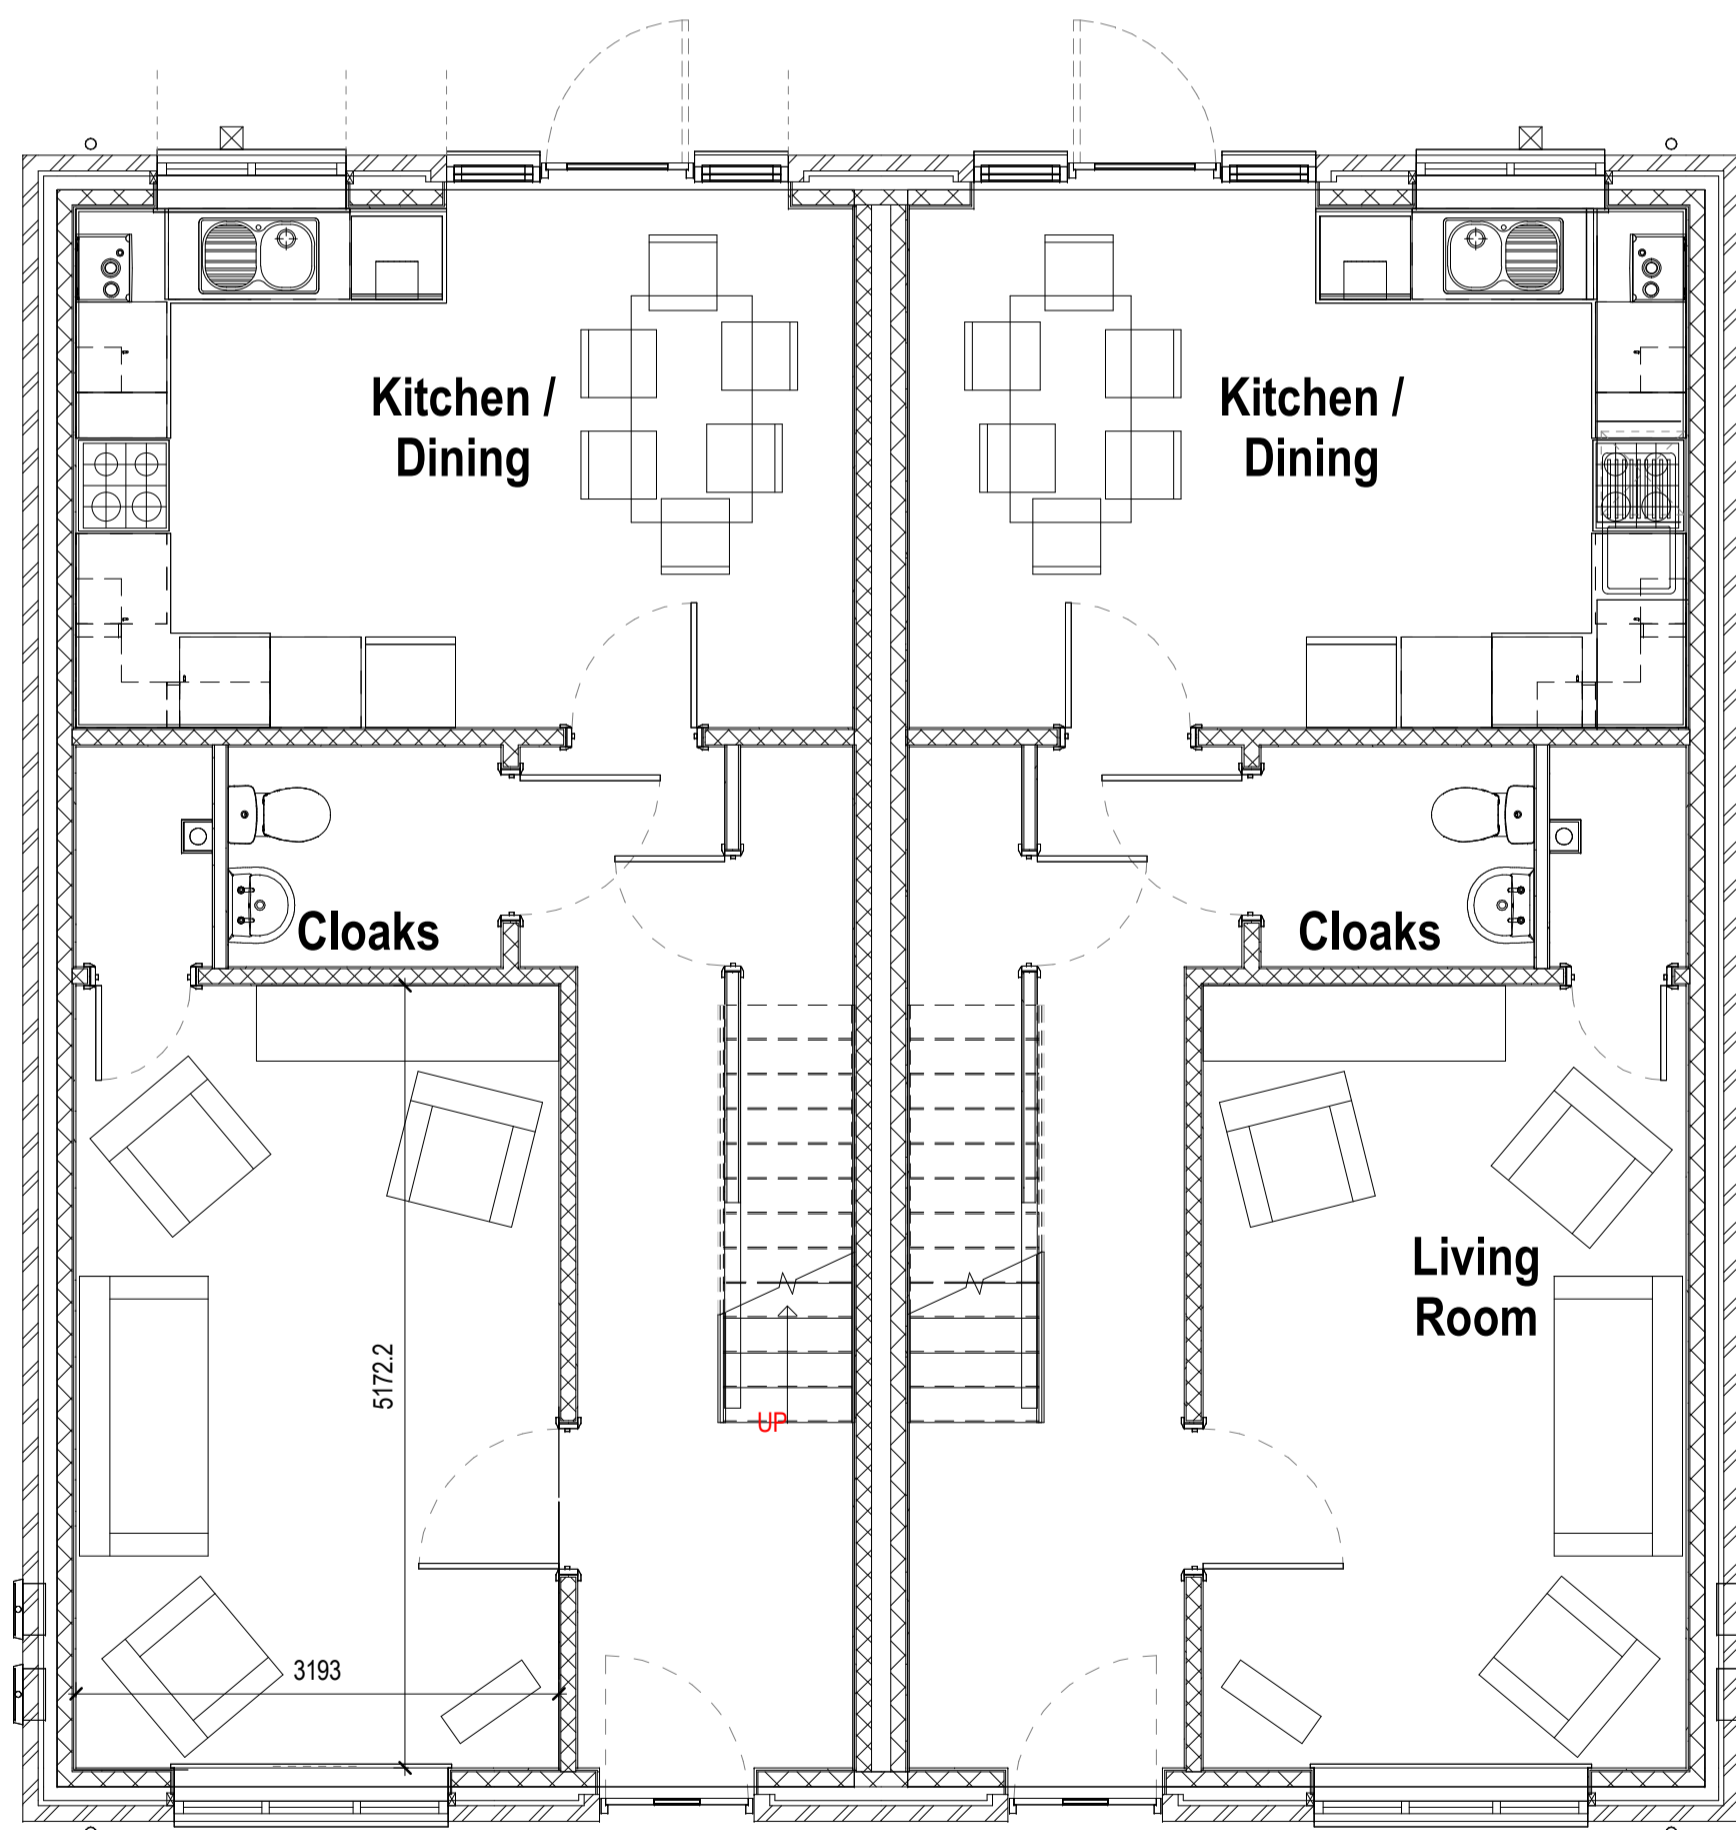 Kitchen /
Dining
Kitchen /
Dining
Cloaks
Cloaks
Living
Room
5172.2
UP
3193